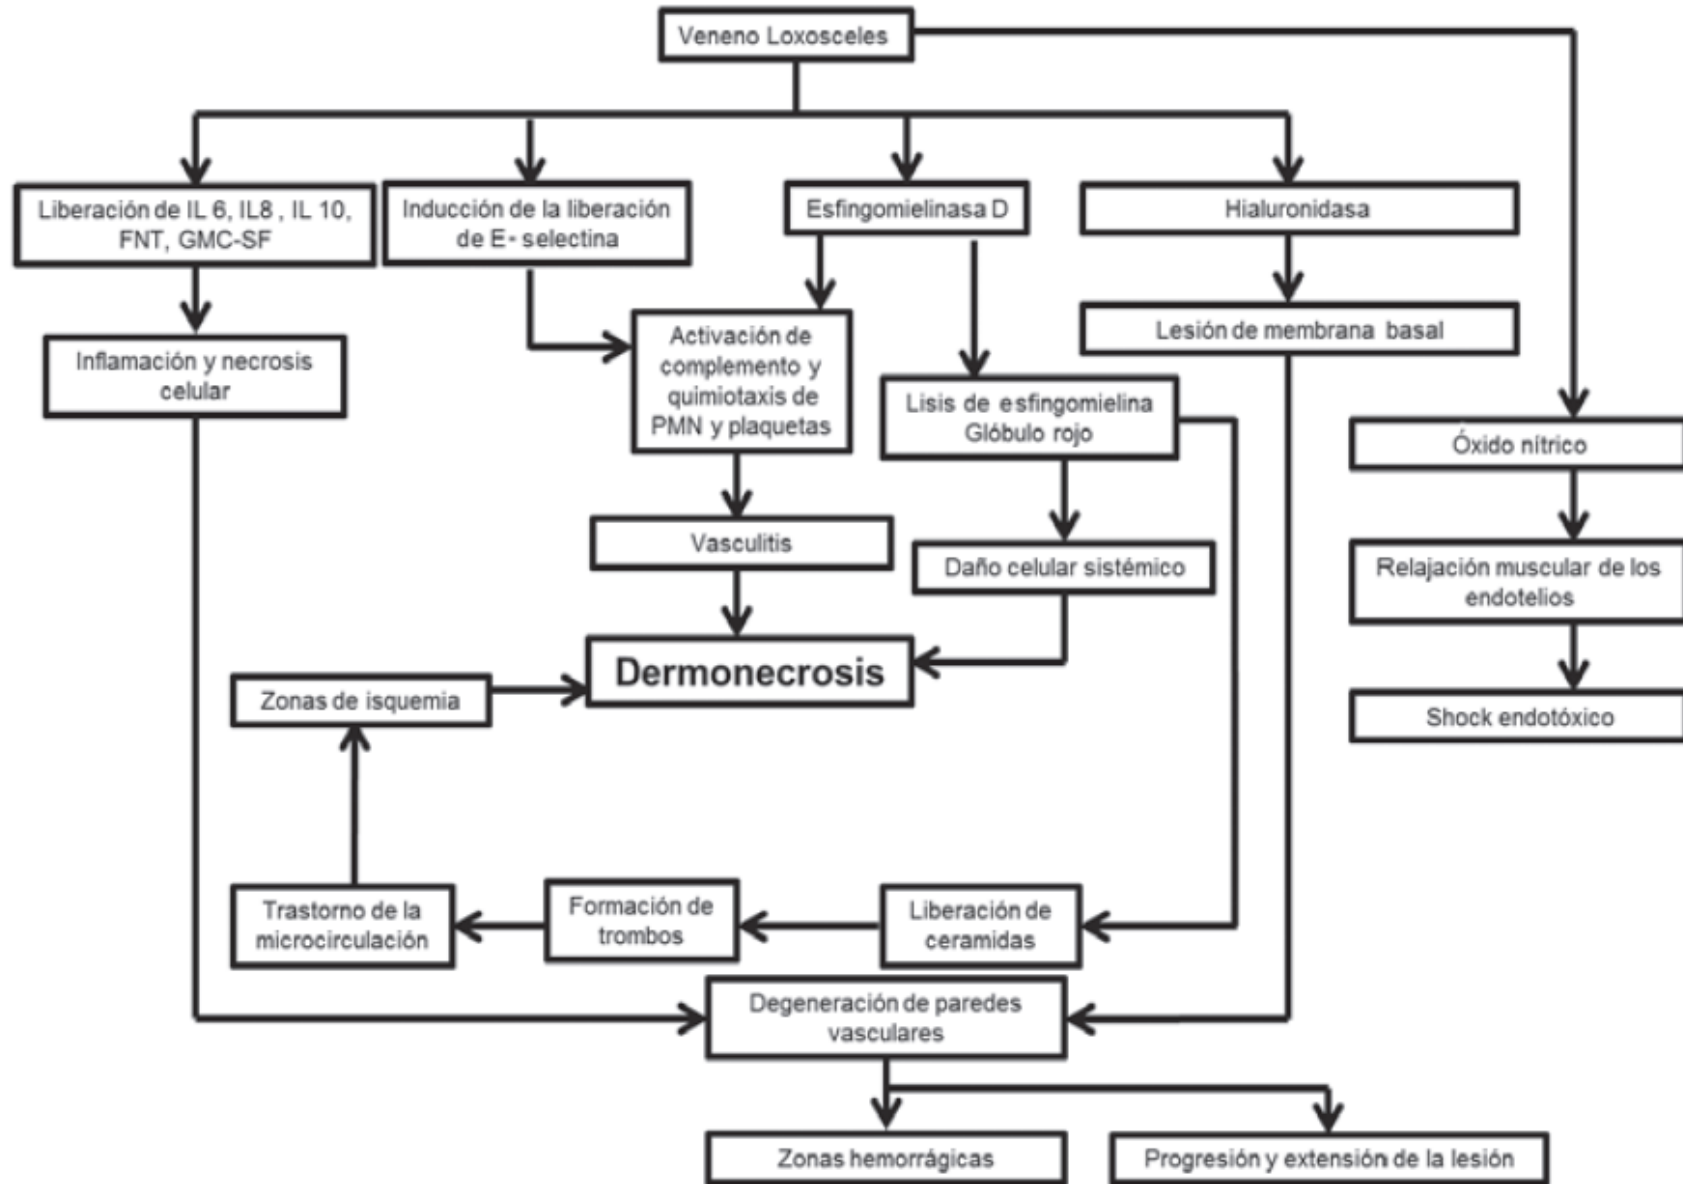 Veneno Loxosceles
Liberación de IL 6, IL8 , IL 10,
FNT, GMC-SF
Inducción de la liberación
de E- selectina
Esfingomielinasa D
Hialuronidasa
Inflamación y necrosis
celular
Activación de
complemento y
quimiotaxis de
PMN y plaquetas
Lisis de esfingomielina
Glóbulo rojo
Lesión de membrana basal
Óxido nítrico
Vasculitis
Daño celular sistémico
Relajación muscular de los
endotelios
Dermonecrosis
Zonas de isquemia
Shock endotóxico
Trastorno de la
microcirculación
Formación de
trombos
Liberación de
ceramidas
Degeneración de paredes
vasculares
Zonas hemorrágicas
Progresión y extensión de la lesión